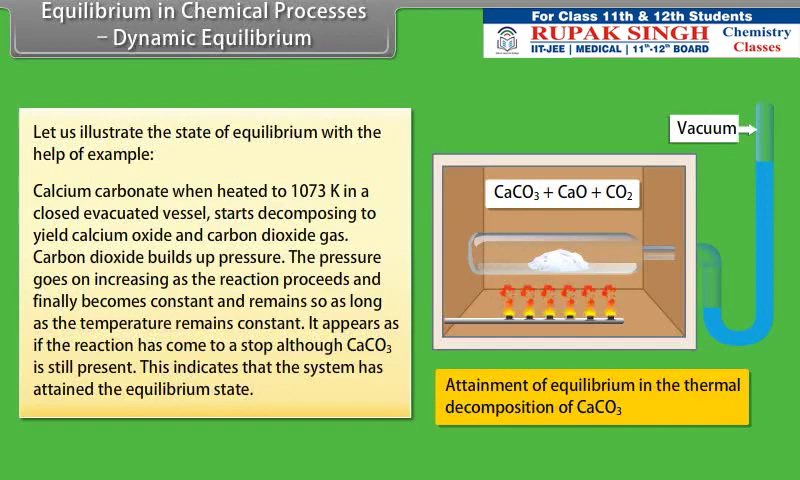 Equilibrium in Chemical Processes
– Dynamic Equilibrium
For Class 11th & 12th Students
RUPAK SINGH
IIT-JEE | MEDICAL | 11th-12th BOARD
Chemistry
Classes
Let us illustrate the state of equilibrium with the
help of example:
Calcium carbonate when heated to 1073 K in a
closed evacuated vessel, starts decomposing to
yield calcium oxide and carbon dioxide gas.
Carbon dioxide builds up pressure. The pressure
goes on increasing as the reaction proceeds and
finally becomes constant and remains so as long
as the temperature remains constant. It appears as
if the reaction has come to a stop although CaCO₃
is still present. This indicates that the system has
attained the equilibrium state.
Vacuum
CaCO₃ + CaO + CO₂
Attainment of equilibrium in the thermal
decomposition of CaCO₃